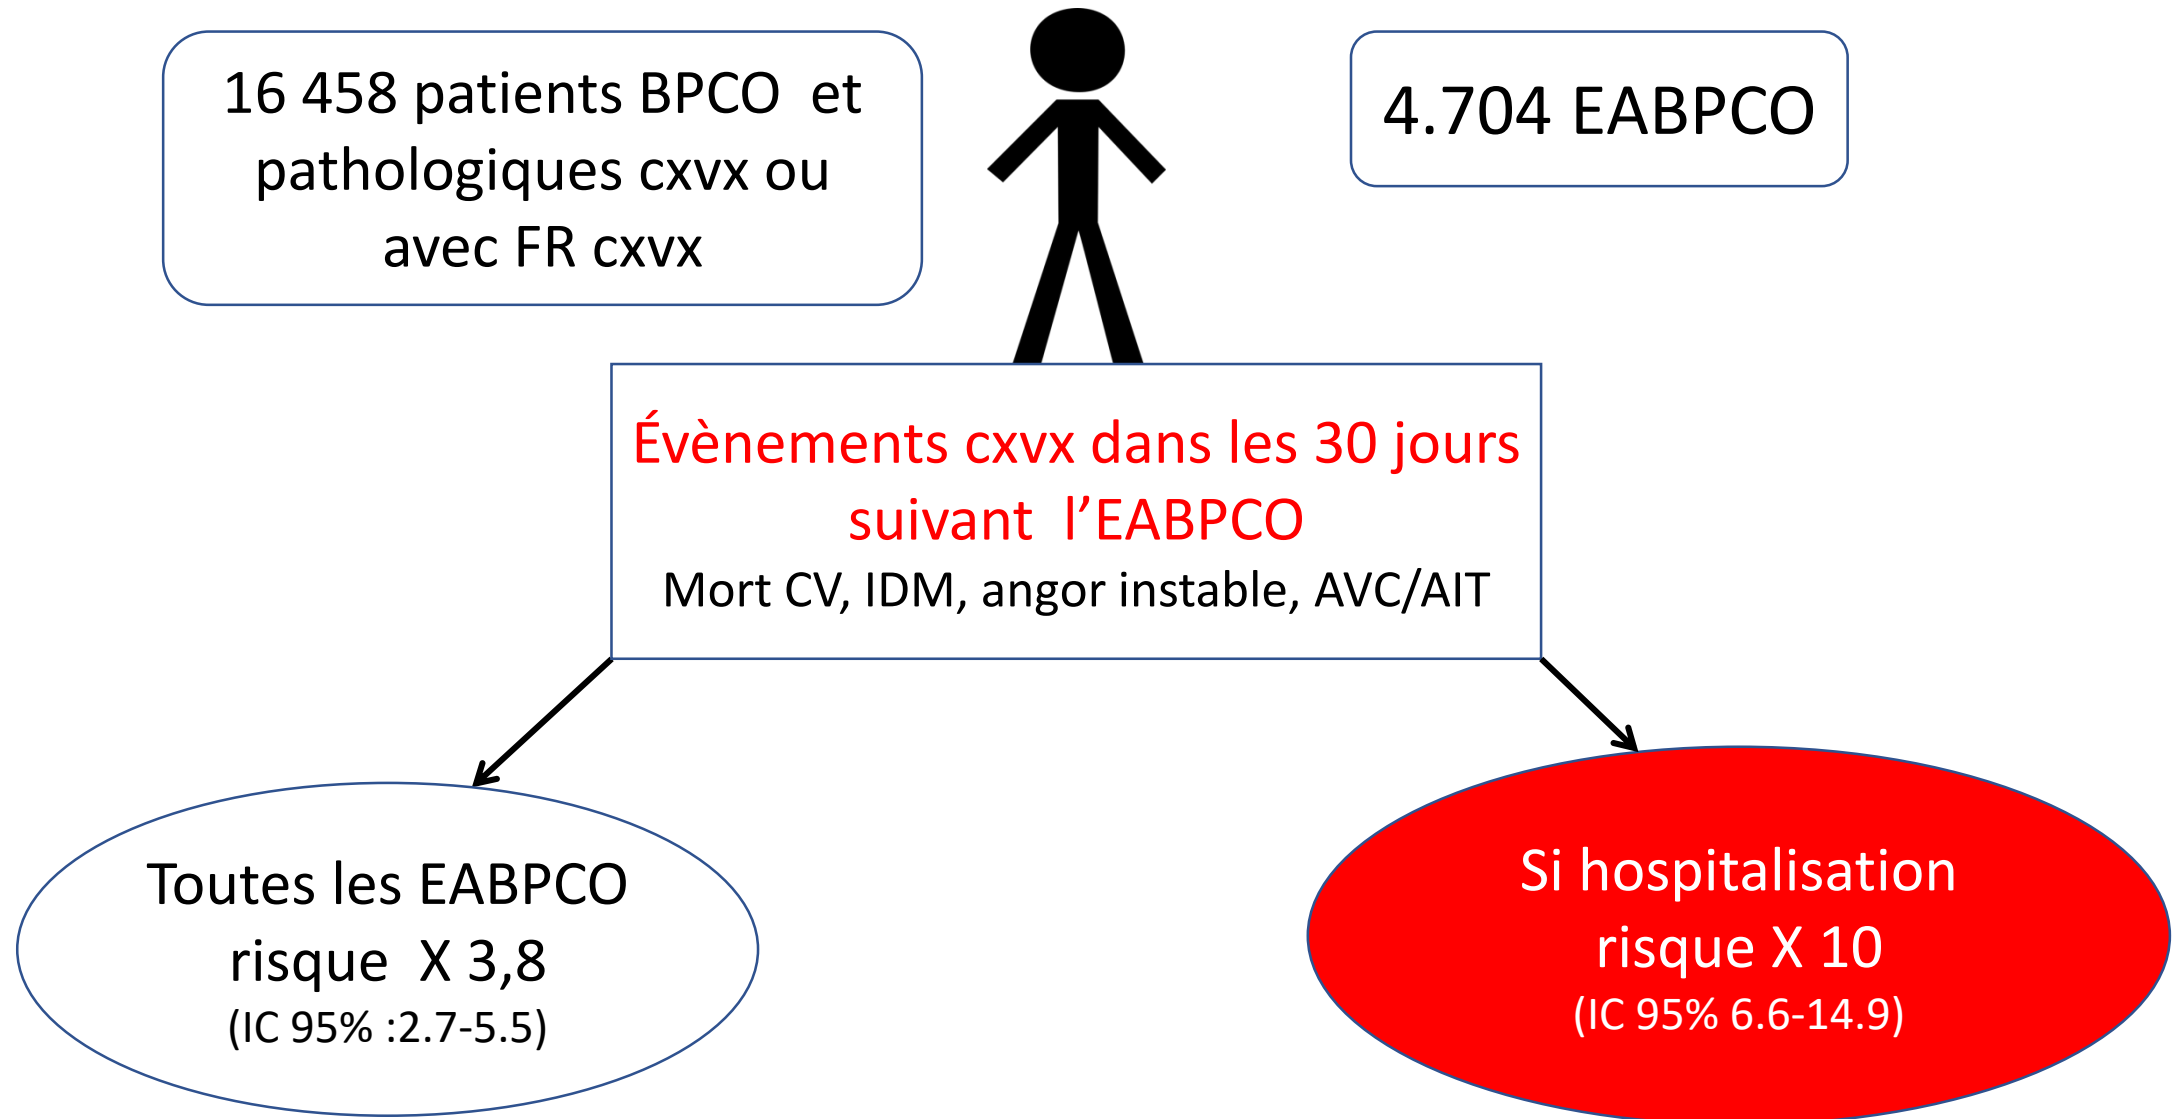 16 458 patients BPCO et
pathologiques cxvx ou
avec FR cxvx
4.704 EABPCO
Évènements cxvx dans les 30 jours
suivant l’EABPCO
Mort CV, IDM, angor instable, AVC/AIT
Toutes les EABPCO
risque X 3,8
(IC 95% :2.7-5.5)
Si hospitalisation
risque X 10
(IC 95% 6.6-14.9)